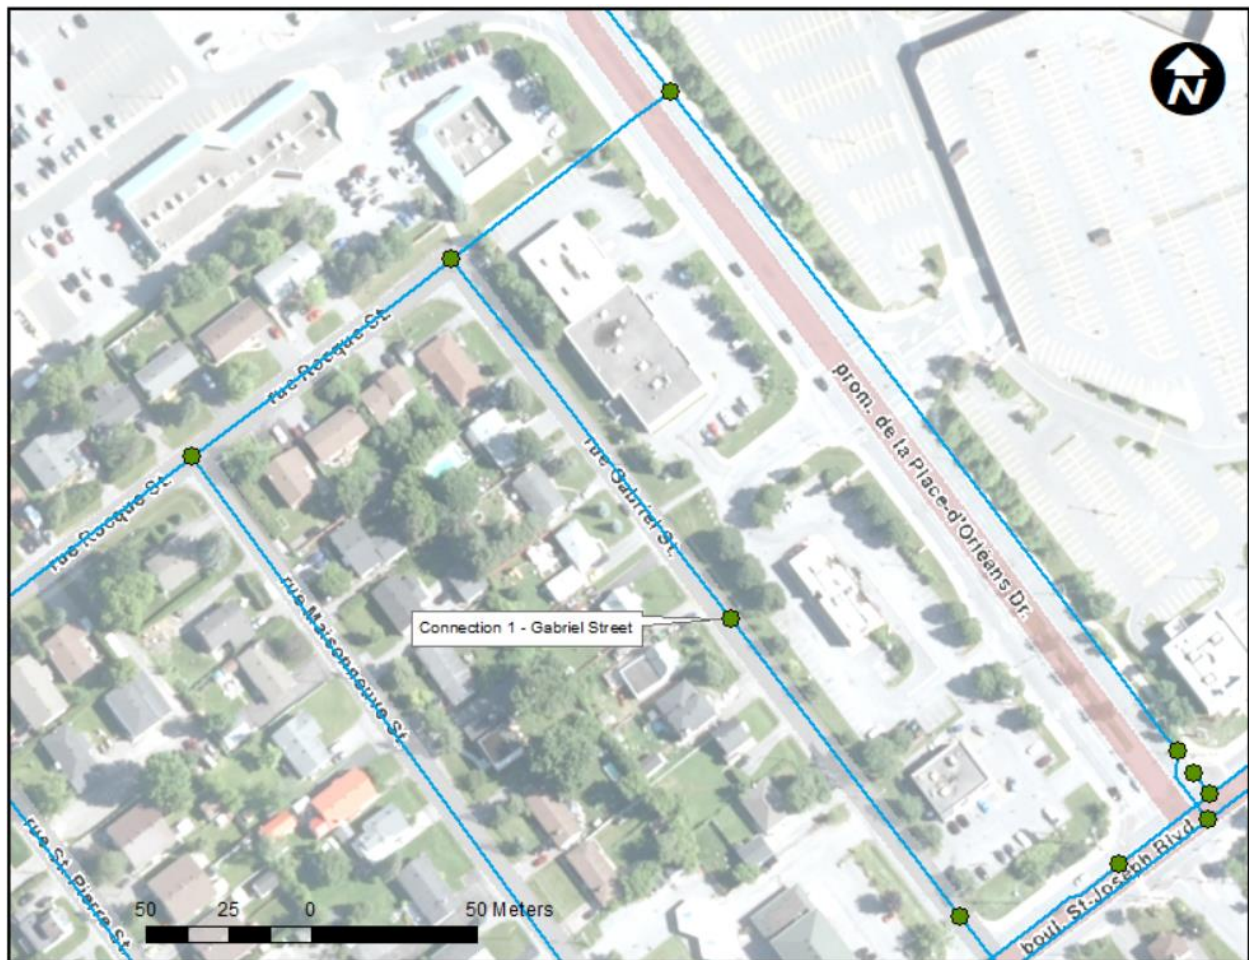 N
prom. de la Place-d'Orléans Dr.
rue Rocque St.
rue Gabriel St.
rue Rocque St.
rue Maisonneuve St.
Connection 1 - Gabriel Street
rue St. Pierre St.
boul. St-Joseph Blvd.
50 25 0 50 Meters